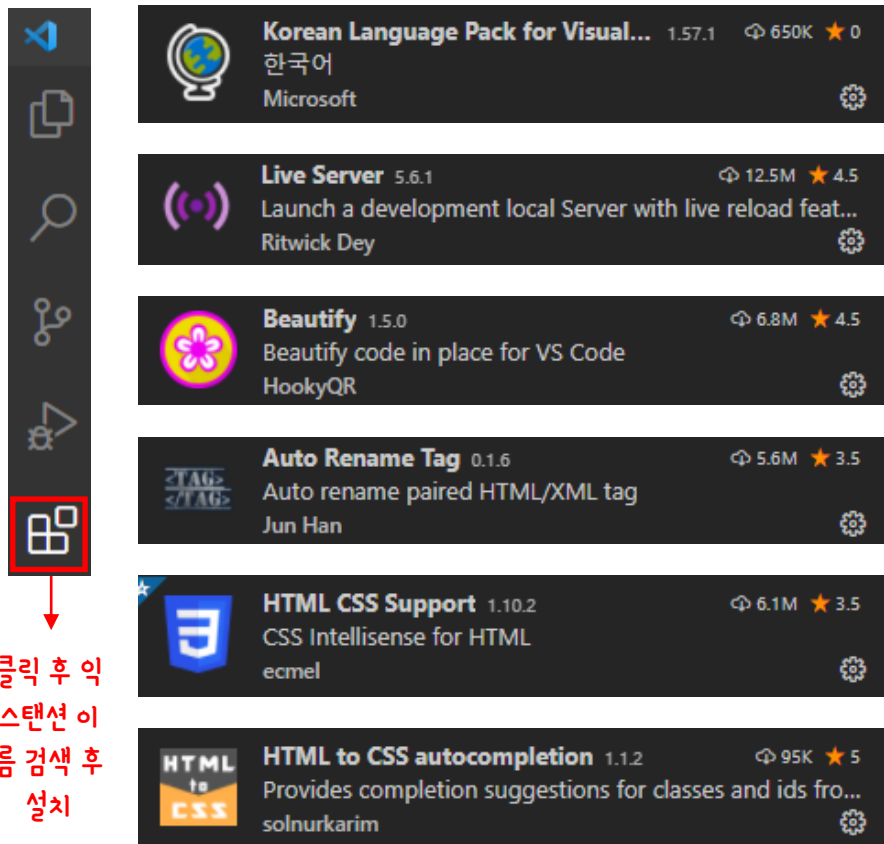 Korean Language Pack for Visual... 1.57.1 650K 0
한국어
Microsoft
Live Server 5.6.1 12.5M 4.5
Launch a development local Server with live reload feat...
Ritwick Dey
Beautify 1.5.0 6.8M 4.5
Beautify code in place for VS Code
HookyQR
<TAG>
</TAG>
Auto Rename Tag 0.1.6 5.6M 3.5
Auto rename paired HTML/XML tag
Jun Han
HTML CSS Support 1.10.2 6.1M 3.5
CSS Intellisense for HTML
ecmel
클릭 후 익
스탠션 이
름 검색 후
설치
HTML
to
CSS
HTML to CSS autocompletion 1.1.2 95K 5
Provides completion suggestions for classes and ids fro...
solnurkarim